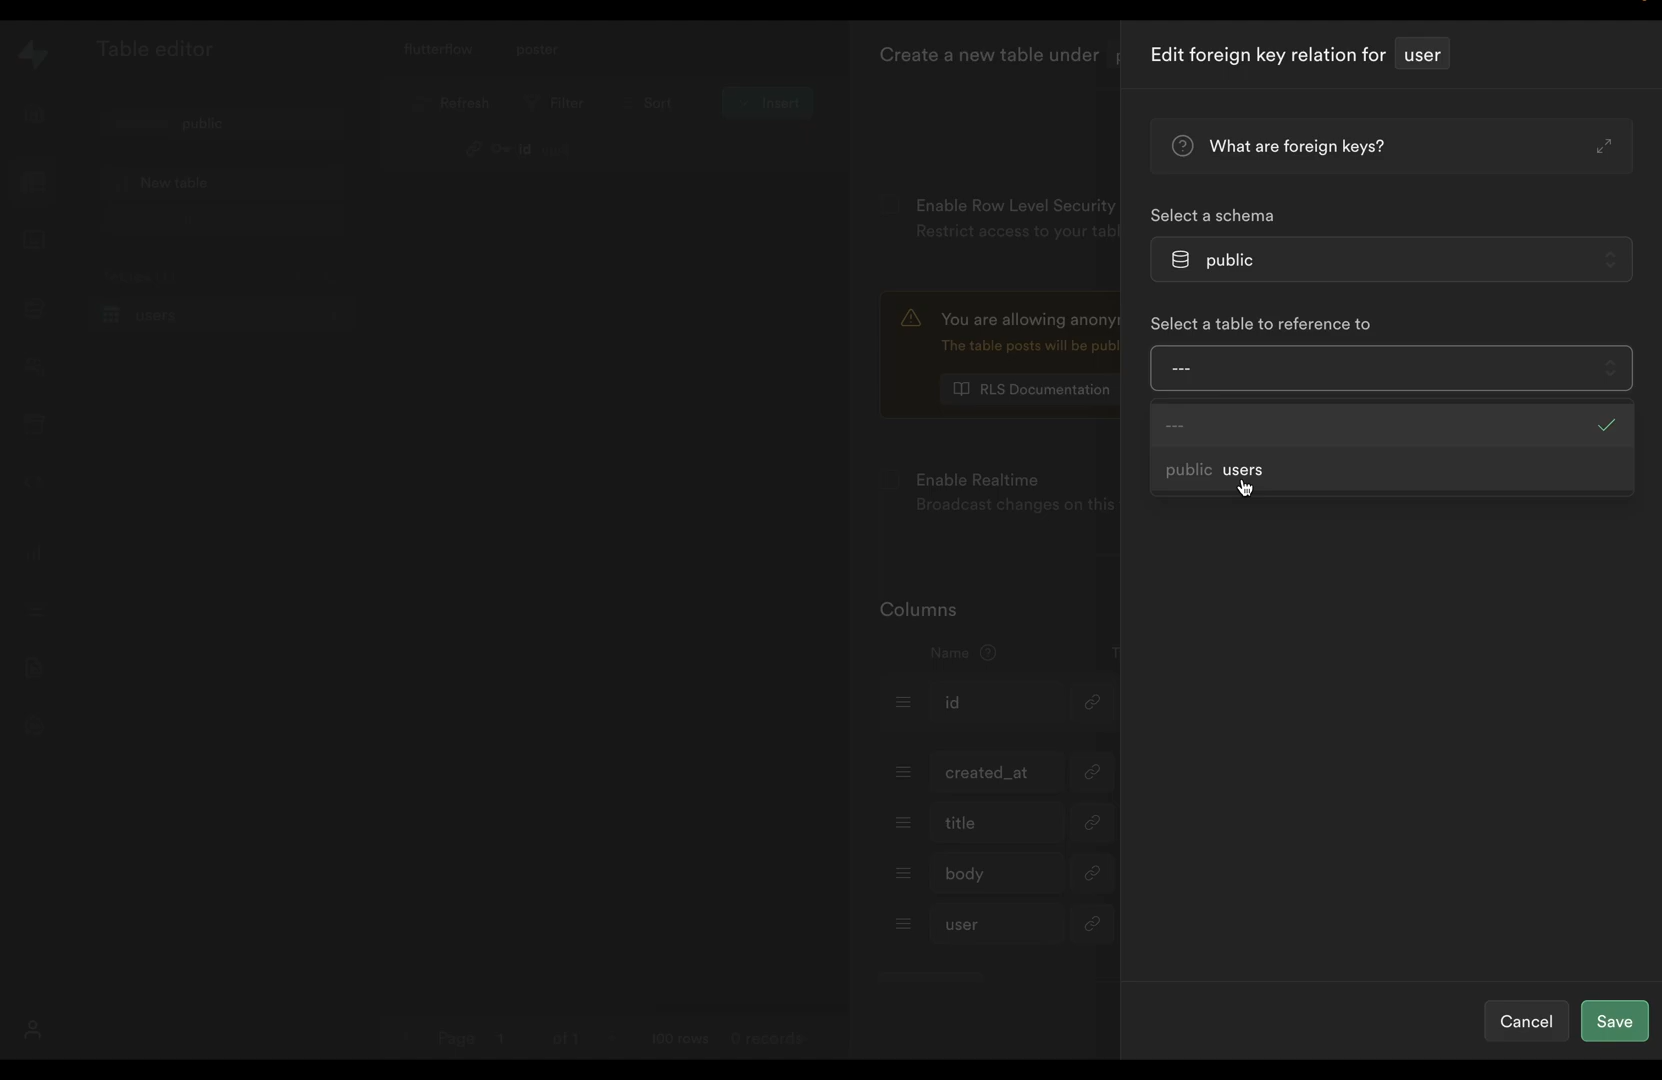 Table editor
flutterflow
poster
public
Refresh
Filter
Sort
Insert
id
New table
users
Page
1
of 1
100 rows
0 records
Create a new table under
Enable Row Level Security
Restrict access to your tabl
You are allowing anony
The table posts will be publ
RLS Documentation
Enable Realtime
Broadcast changes on this
Columns
Name
id
created_at
title
body
user
Edit foreign key relation for user
What are foreign keys?
Select a schema
public
Select a table to reference to
---
---
public users
Cancel
Save